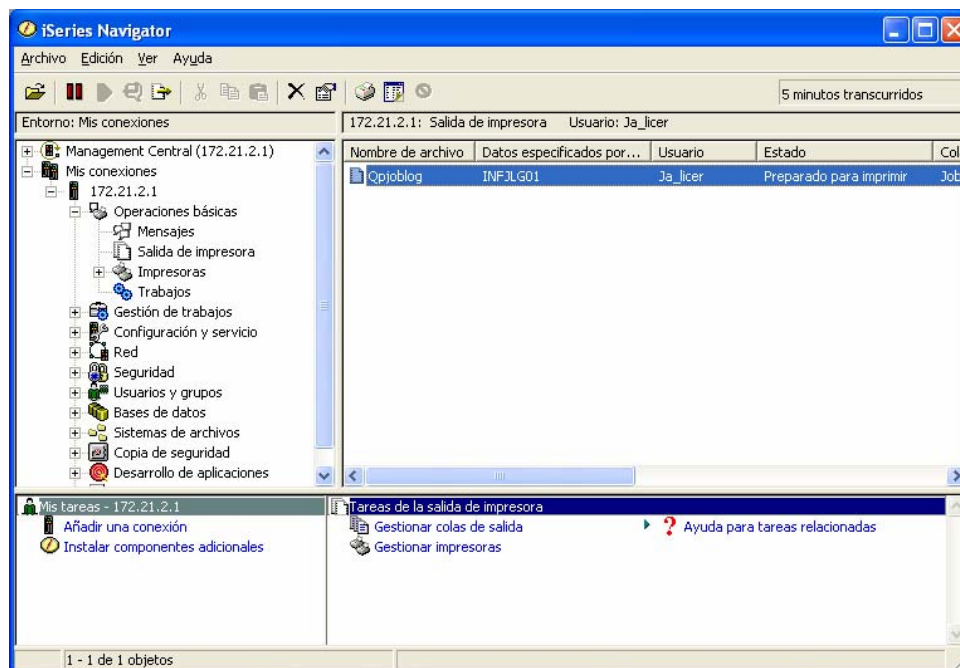 iSeries Navigator
Archivo Edición Ver Ayuda
5 minutos transcurridos
Entorno: Mis conexiones
172.21.2.1: Salida de impresora Usuario: Ja_licer
Management Central (172.21.2.1)
Mis conexiones
172.21.2.1
Operaciones básicas
Mensajes
Salida de impresora
Impresoras
Trabajos
Gestión de trabajos
Configuración y servicio
Red
Seguridad
Usuarios y grupos
Bases de datos
Sistemas de archivos
Copia de seguridad
Desarrollo de aplicaciones
Nombre de archivo Datos especificados por... Usuario Estado Col
Qpjoblog INFJLG01 Ja_licer Preparado para imprimir Job
Mis tareas - 172.21.2.1
Añadir una conexión
Instalar componentes adicionales
Tareas de la salida de impresora
Gestionar colas de salida
Gestionar impresoras
Ayuda para tareas relacionadas
1 - 1 de 1 objetos